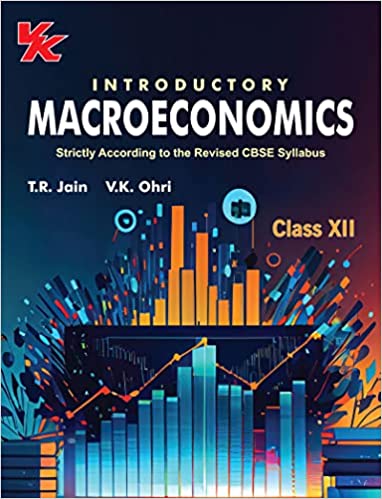 VK
INTRODUCTORY
MACROECONOMICS
Strictly According to the Revised CBSE Syllabus
T.R. Jain V.K. Ohri
Class XII